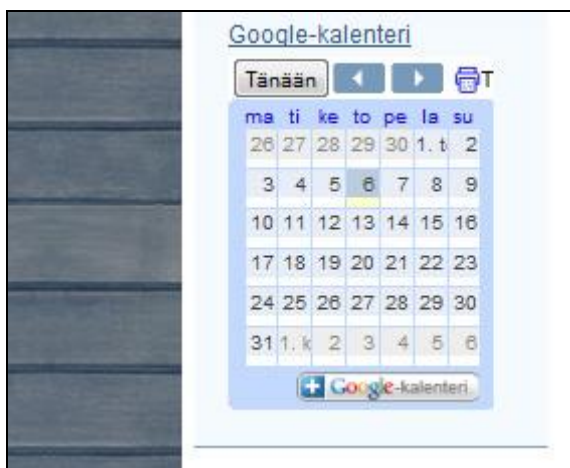 Google-kalenteri
Tänään T
ma ti ke to pe la su
26 27 28 29 30 1. t 2
3 4 5 6 7 8 9
10 11 12 13 14 15 16
17 18 19 20 21 22 23
24 25 26 27 28 29 30
31 1. k 2 3 4 5 6
Google-kalenteri